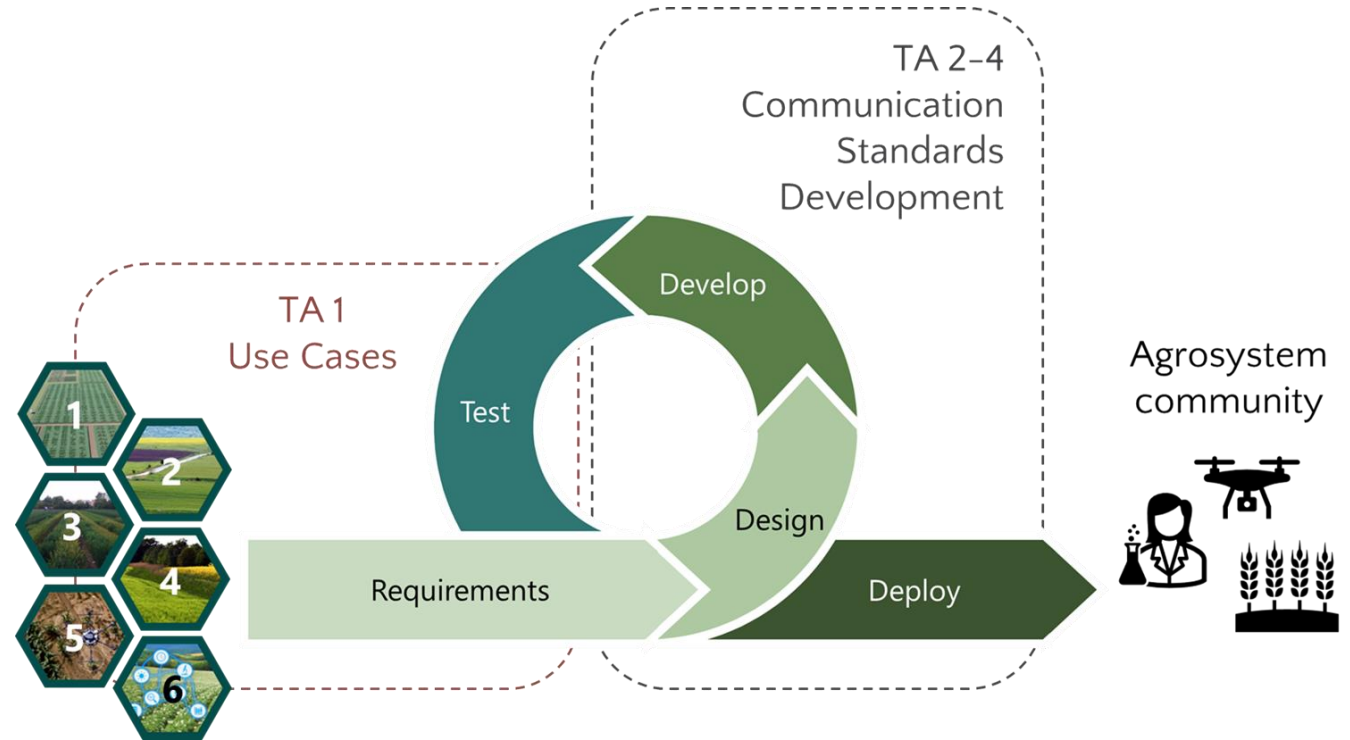 TA 2–4
Communication
Standards
Development
TA 1
Use Cases
Develop
Test
Design
Requirements
Deploy
Agrosystem
community
1
2
3
4
5
6